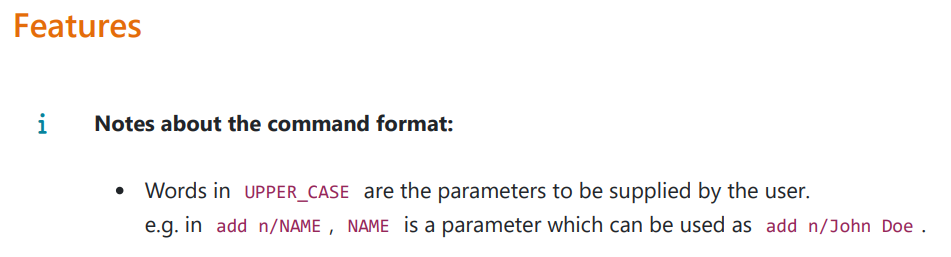 Features
i Notes about the command format:
• Words in UPPER_CASE are the parameters to be supplied by the user.
e.g. in add n/NAME , NAME is a parameter which can be used as add n/John Doe .